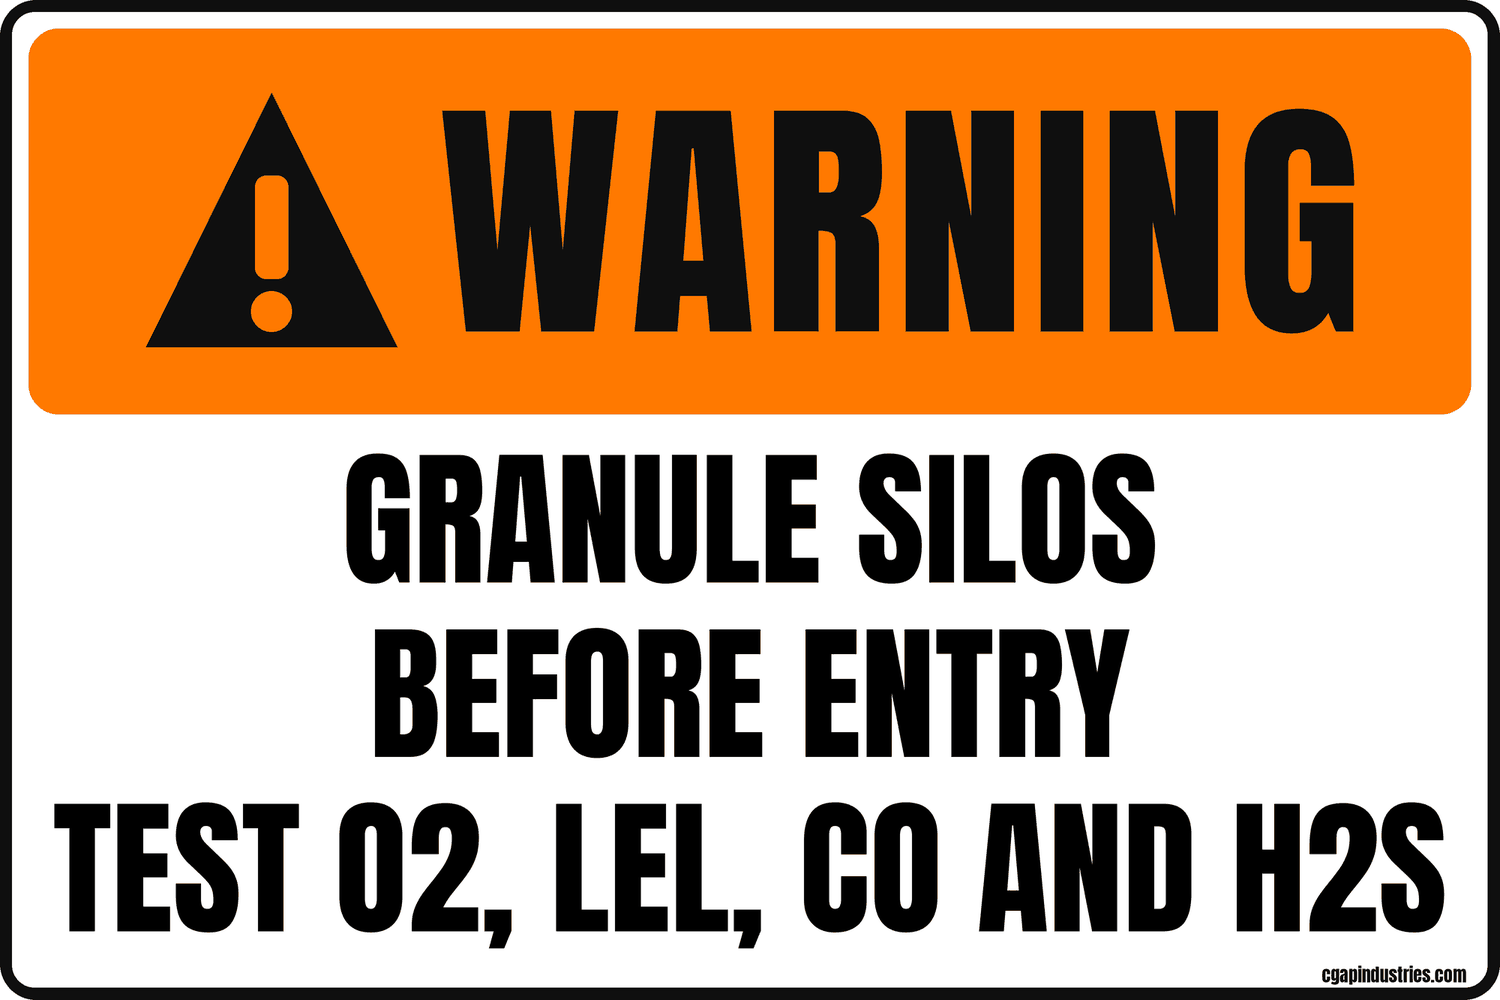 WARNING
GRANULE SILOS
BEFORE ENTRY
TEST O2, LEL, CO AND H2S
cgapindustries.com